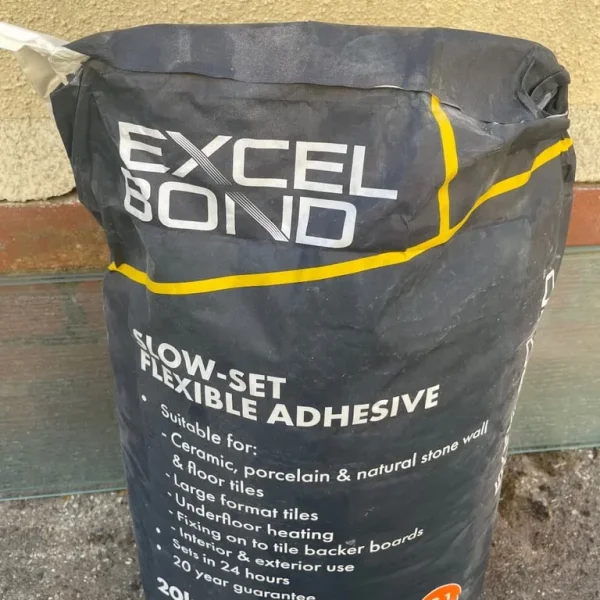 EXCEL
BOND
SLOW-SET
FLEXIBLE ADHESIVE
• Suitable for:
- Ceramic, porcelain & natural stone wall
& floor tiles
- Large format tiles
- Underfloor heating
- Fixing on to tile backer boards
• - Interior & exterior use
• Sets in 24 hours
• 20 year guarantee